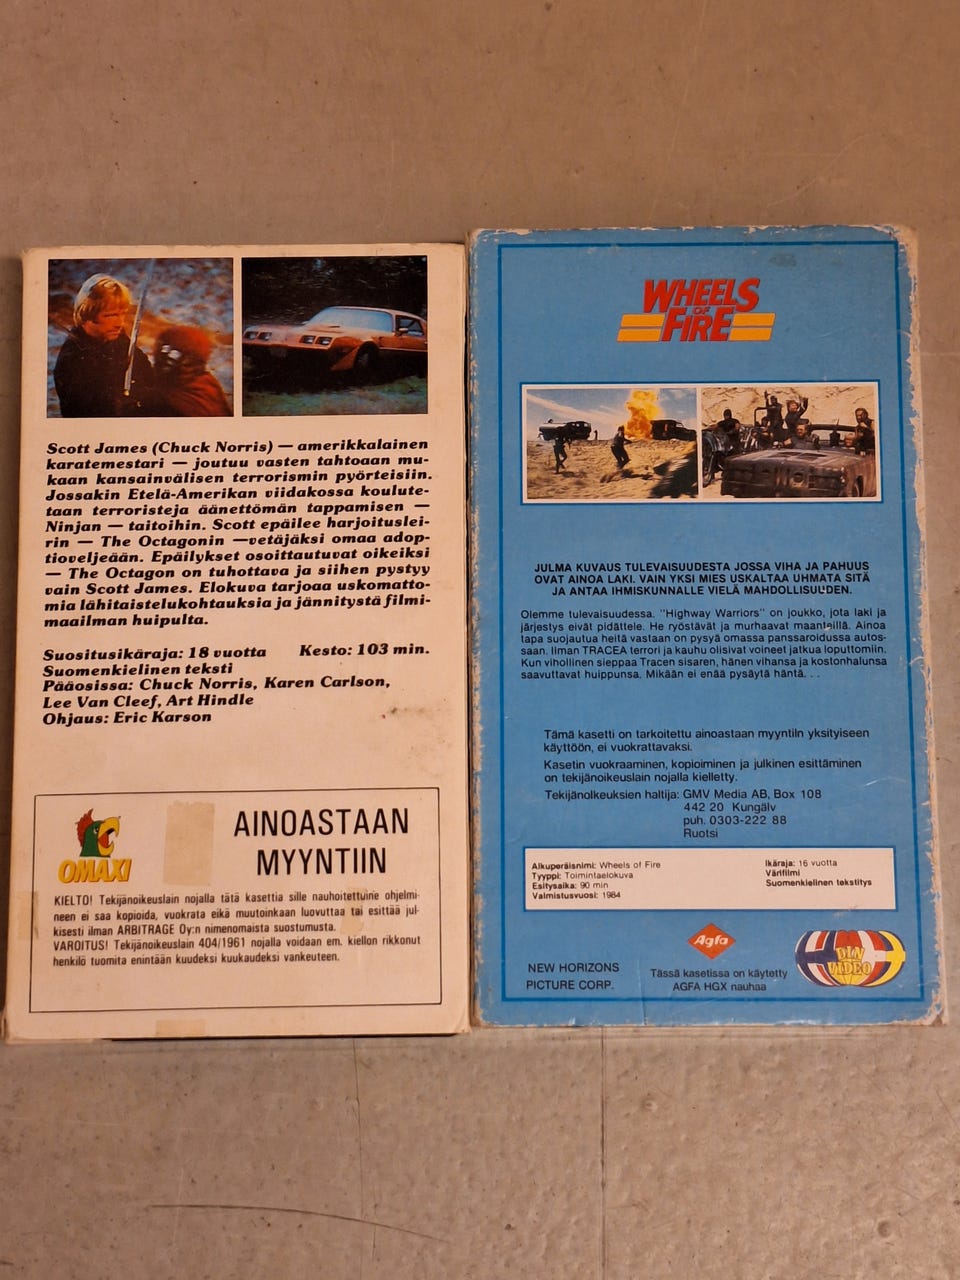 Scott James (Chuck Norris) — amerikkalainen
karatemestari — joutuu vasten tahtoaan mu-
kaan kansainvälisen terrorismin pyörteisiin.
Jossakin Etelä-Amerikan viidakossa koulute-
taan terroristeja äänettömän tappamisen —
Ninjan — taitoihin. Scott epäilee harjoituslei-
rin — The Octagonin —vetäjäksi omaa adop-
tioveljeään. Epäilykset osoittautuvat oikeiksi
— The Octagon on tuhottava ja siihen pystyy
vain Scott James. Elokuva tarjoaa uskomatto-
mia lähitaistelukohtauksia ja jännitystä filmi-
maailman huipulta.
Suositusikäraja: 18 vuotta Kesto: 103 min.
Suomenkielinen teksti
Pääosissa: Chuck Norris, Karen Carlson,
Lee Van Cleef, Art Hindle
Ohjaus: Eric Karson
OMAXI
AINOASTAAN
MYYNTIIN
KIELTO! Tekijänoikeuslain nojalla tätä kasettia sille nauhoitettuine ohjelmi-
neen ei saa kopioida, vuokrata eikä muutoinkaan luovuttaa tai esittää jul-
kisesti ilman ARBITRAGE Oy:n nimenomaista suostumusta.
VAROITUS! Tekijänoikeuslain 404/1961 nojalla voidaan em. kiellon rikkonut
henkilö tuomita enintään kuudeksi kuukaudeksi vankeuteen.
WHEELS
OF
FIRE
JULMA KUVAUS TULEVAISUUDESTA JOSSA VIHA JA PAHUUS
OVAT AINOA LAKI. VAIN YKSI MIES USKALTAA UHMATA SITÄ
JA ANTAA IHMISKUNNALLE VIELÄ MAHDOLLISUUDEN.
Olemme tulevaisuudessa. "Highway Warriors" on joukko, jota laki ja
järjestys eivät pidättele. He ryöstävät ja murhaavat maanteillä. Ainoa
tapa suojautua heitä vastaan on pysyä omassa panssaroidussa autos-
saan. Ilman TRACEA terrori ja kauhu olisivat voineet jatkua loputtomiin.
Kun vihollinen sieppaa Tracen sisaren, hänen vihansa ja kostonhalunsa
saavuttavat huippunsa. Mikään ei enää pysäytä häntä. . .
Tämä kasetti on tarkoitettu ainoastaan myyntiin yksityiseen
käyttöön, ei vuokrattavaksi.
Kasetin vuokraaminen, kopioiminen ja julkinen esittäminen
on tekijänoikeuslain nojalla kielletty.
Tekijänoikeuksien haltija: GMV Media AB, Box 108
442 20 Kungälv
puh. 0303-222 88
Ruotsi
Alkuperäisnimi: Wheels of Fire
Tyyppi: Toimintaelokuva
Esitysaika: 90 min
Valmistusvuosi: 1984
Ikäraja: 16 vuotta
Värifilmi
Suomenkielinen tekstitys
NEW HORIZONS
PICTURE CORP.
Agfa
Tässä kasetissa on käytetty
AGFA HGX nauhaa
DLN
VIDEO